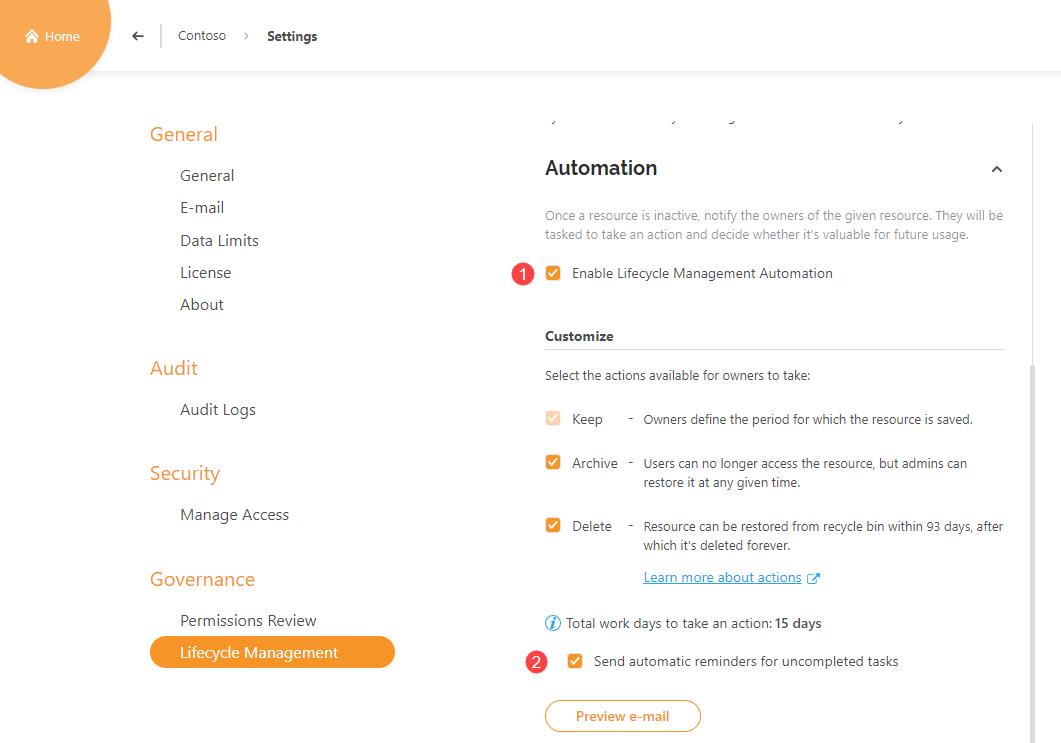 Home
Contoso
Settings
General
General
E-mail
Data Limits
License
About
Audit
Audit Logs
Security
Manage Access
Governance
Permissions Review
Lifecycle Management
Automation
Once a resource is inactive, notify the owners of the given resource. They will be
tasked to take an action and decide whether it's valuable for future usage.
1
Enable Lifecycle Management Automation
Customize
Select the actions available for owners to take:
Keep - Owners define the period for which the resource is saved.
Archive - Users can no longer access the resource, but admins can
restore it at any given time.
Delete - Resource can be restored from recycle bin within 93 days, after
which it's deleted forever.
Learn more about actions
Total work days to take an action: 15 days
2
Send automatic reminders for uncompleted tasks
Preview e-mail